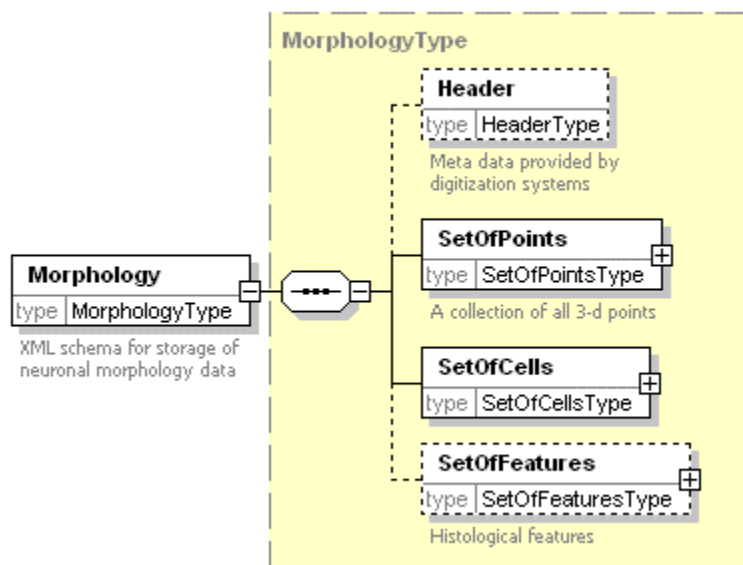 MorphologyType
Header
type HeaderType
Meta data provided by
digitization systems
SetOfPoints
type SetOfPointsType
A collection of all 3-d points
Morphology
type MorphologyType
XML schema for storage of
neuronal morphology data
SetOfCells
type SetOfCellsType
SetOfFeatures
type SetOfFeaturesType
Histological features